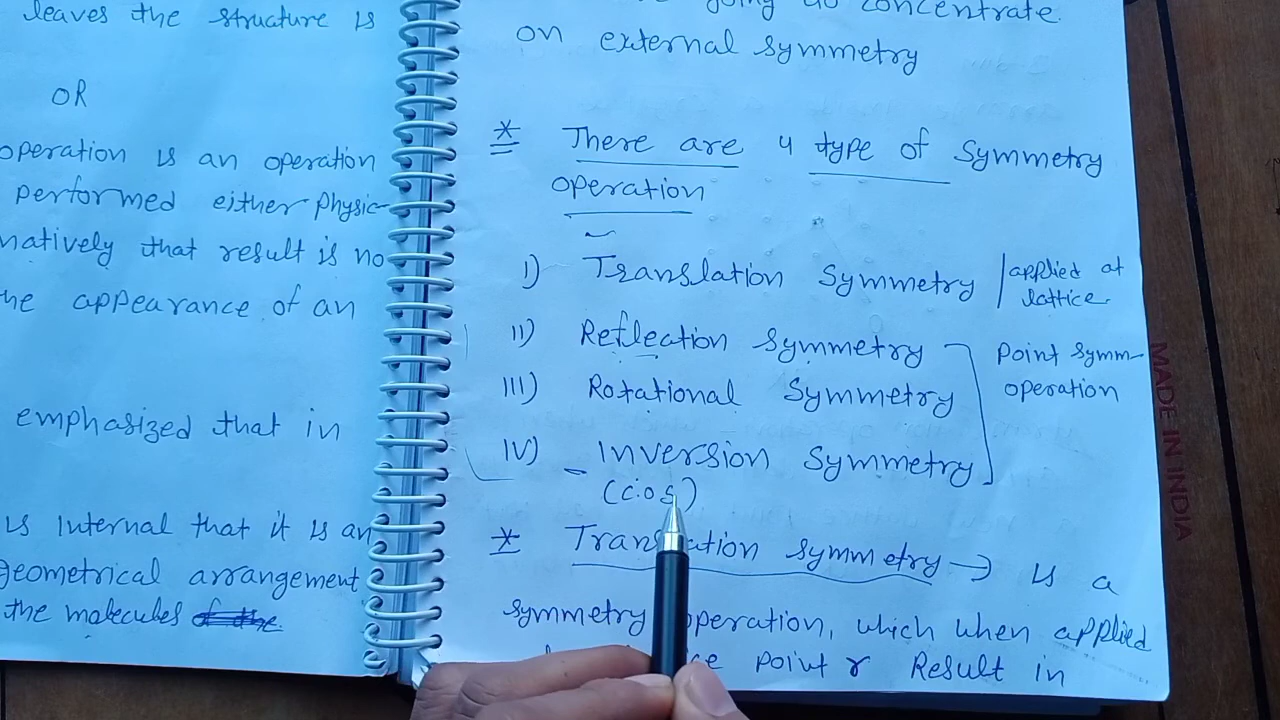 leaves the structure is
OR
operation is an operation
performed either physic-
natively that result is no
the appearance of an
emphasized that in
is Internal that it is an
geometrical arrangement
the molecules
going to concentrate
on external symmetry
* There are 4 type of symmetry
operation
I) Translation Symmetry | applied at
lattice
II) Reflection Symmetry
Point symm-
III) Rotational Symmetry
operation
IV) - Inversion Symmetry
(C.O.S)
* Translation symmetry → is a
symmetry operation, which when applied
point r Result in
MADE IN INDIA